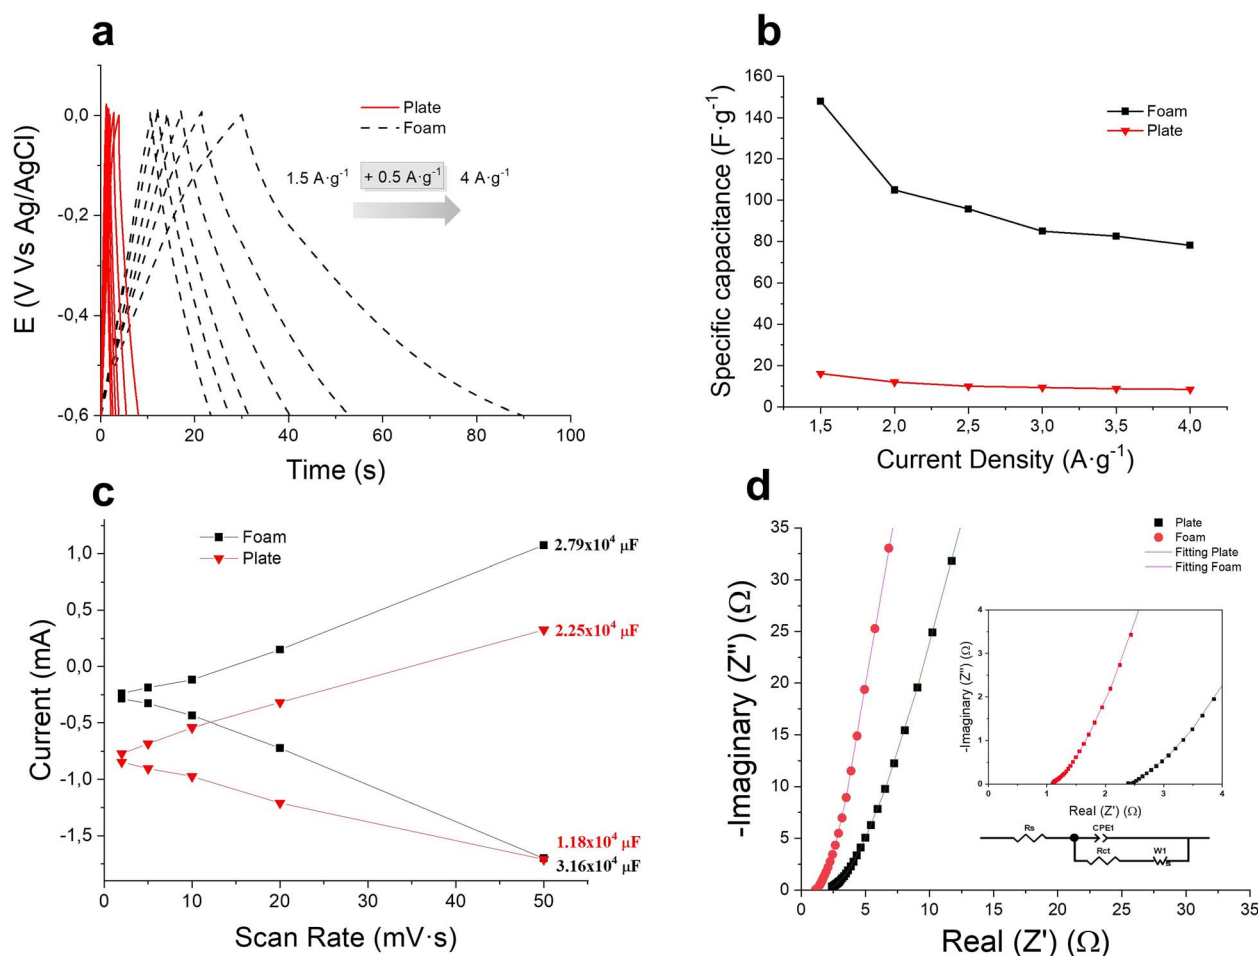 a
E (V Vs Ag/AgCl)
0,0
-0,2
-0,4
-0,6
0
20
40
60
80
100
Time (s)
Plate
Foam
1.5 A·g⁻¹
+ 0.5 A·g⁻¹
4 A·g⁻¹
b
Specific capacitance (F·g⁻¹)
160
140
120
100
80
60
40
20
0
1,5
2,0
2,5
3,0
3,5
4,0
Current Density (A·g⁻¹)
Foam
Plate
c
Current (mA)
1,0
0,5
0,0
-0,5
-1,0
-1,5
0
10
20
30
40
50
Scan Rate (mV·s)
Foam
Plate
2.79x10⁴ µF
2.25x10⁴ µF
1.18x10⁴ µF
3.16x10⁴ µF
d
-Imaginary (Z") (Ω)
35
30
25
20
15
10
5
0
0
5
10
15
20
25
30
35
Real (Z') (Ω)
Plate
Foam
Fitting Plate
Fitting Foam
-Imaginary (Z") (Ω)
4
3
2
1
0
0
1
2
3
4
Real (Z') (Ω)
Rs
CPE1
Rct
W1
s